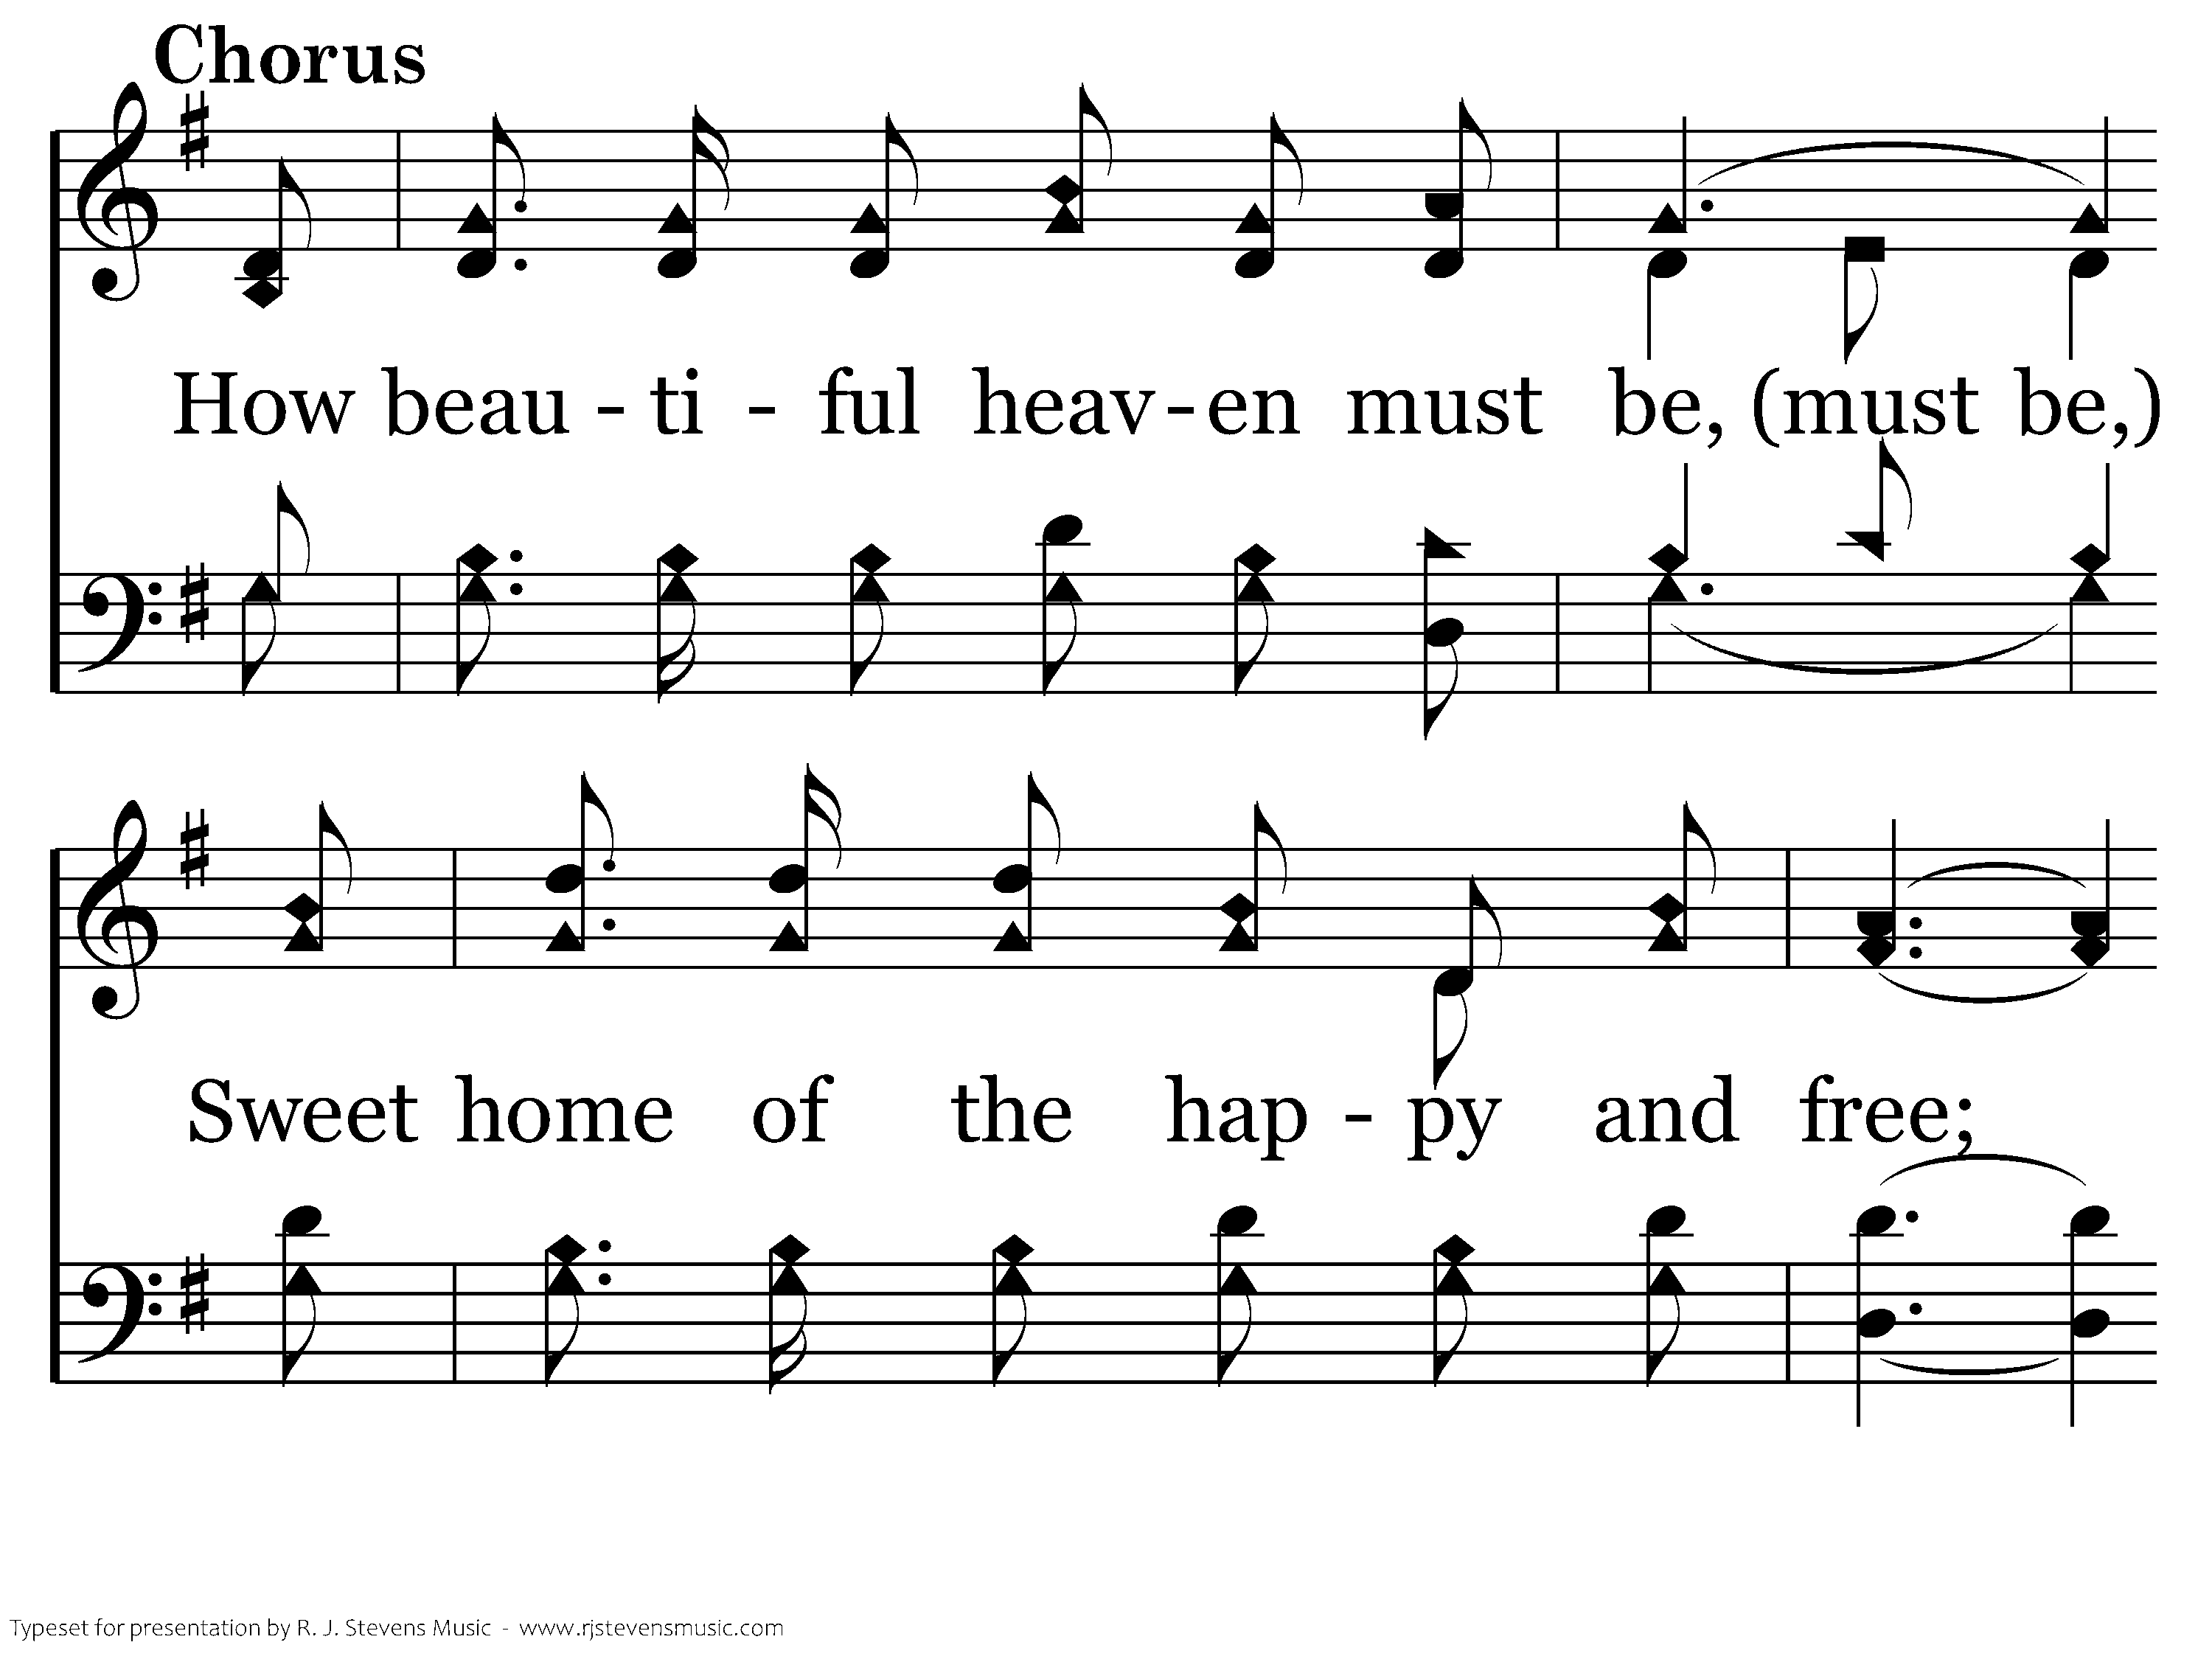 Chorus
How beau - ti - ful heav - en must be, (must be,)
Sweet home of the hap - py and free;
Typeset for presentation by R. J. Stevens Music - www.rjstevensmusic.com